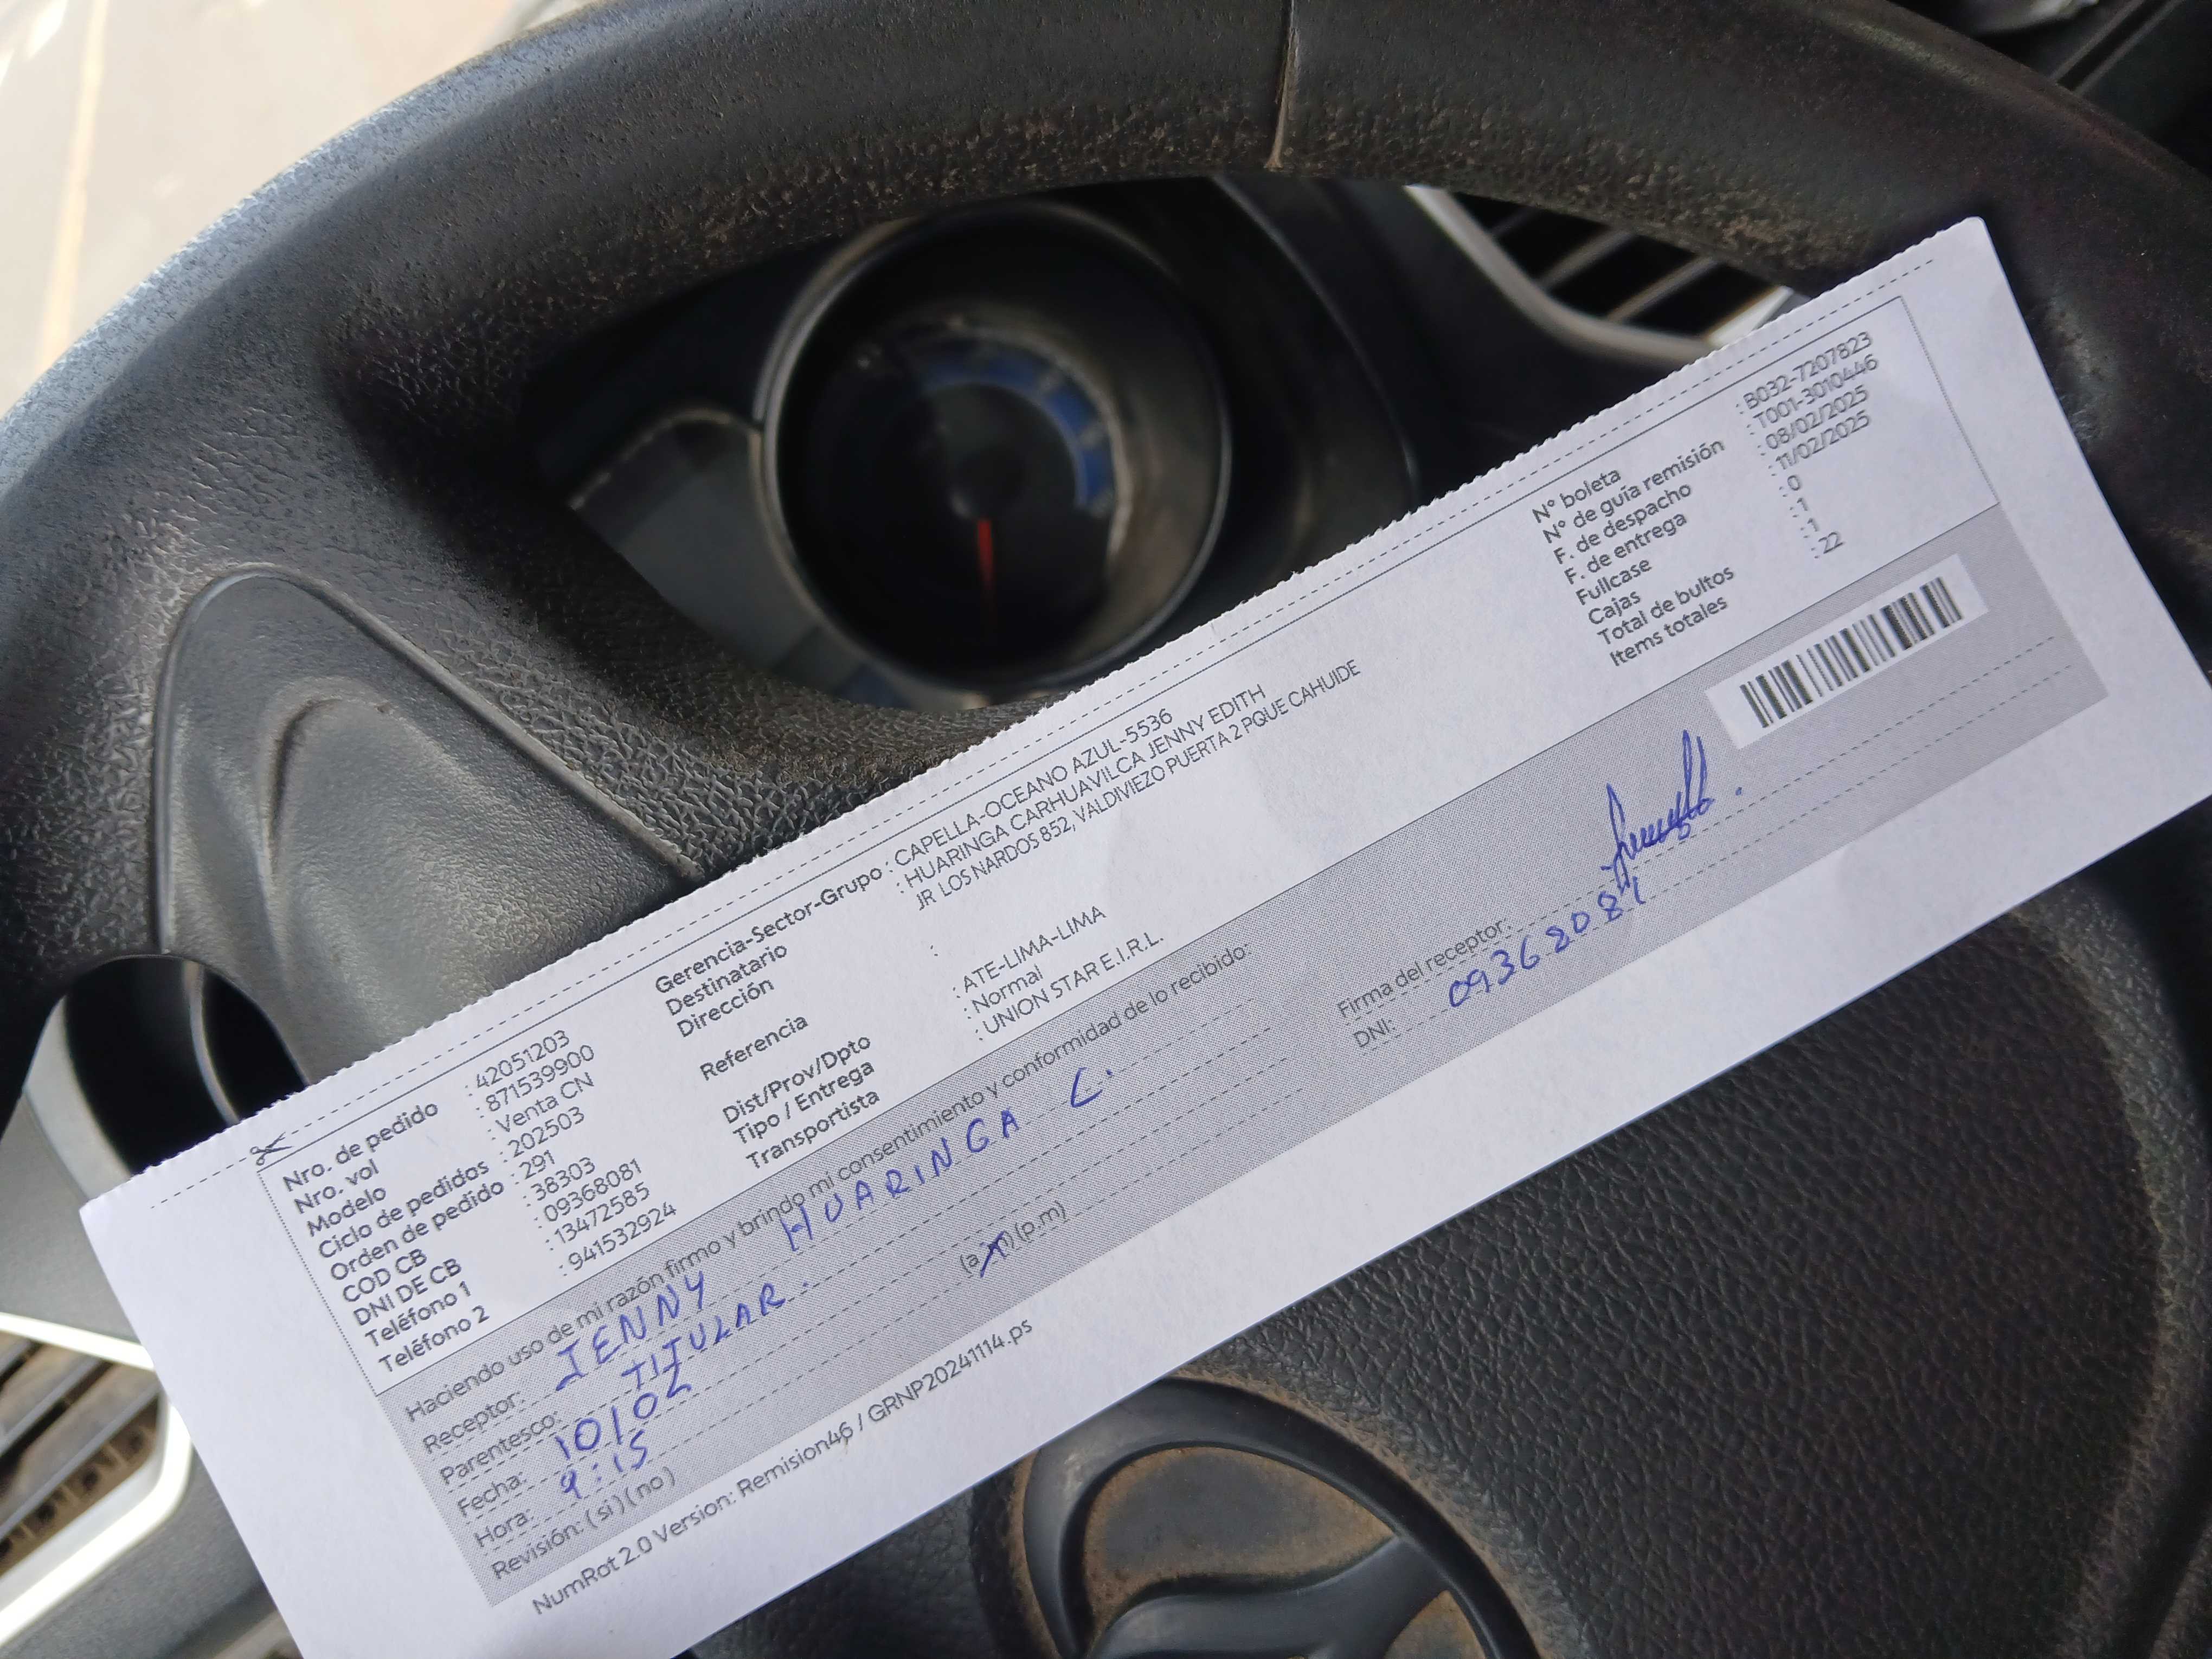 Nro. de pedido : 42051203
Nro. vol : 871539900
Modelo : Venta CN
Ciclo de pedidos : 202503
Orden de pedido : 291
COD CB : 38303
DNI DE CB : 09368081
Teléfono 1 : 13472585
Teléfono 2 : 941532924
Gerencia-Sector-Grupo : CAPELLA-OCEANO AZUL-5536
Destinatario : HUARINGA CARHUAVILCA JENNY EDITH
Dirección JR LOS NARDOS 852, VALDIVIEZO PUERTA 2 PQUE CAHUIDE
Referencia :
Dist/Prov/Dpto : ATE-LIMA-LIMA
Tipo / Entrega : Normal
Transportista : UNION STAR E.I.R.L.
N° boleta : B032-7207823
N° de guía remisión : T001-3010446
F. de despacho : 08/02/2025
F. de entrega : 11/02/2025
Fullcase : 0
Cajas : 1
Total de bultos : 1
Items totales : 22
Haciendo uso de mi razón firmo y brindo mi consentimiento y conformidad de lo recibido:
Receptor: JENNY HUARINGA C.
Parentesco: TITULAR.
Fecha: 10/02
Hora: 9:15 (a.m) (p.m)
Revisión: ( si ) ( no )
Firma del receptor:
DNI: 09368081
NumRot 2.0 Version: Remision46 / GRNP20241114.ps